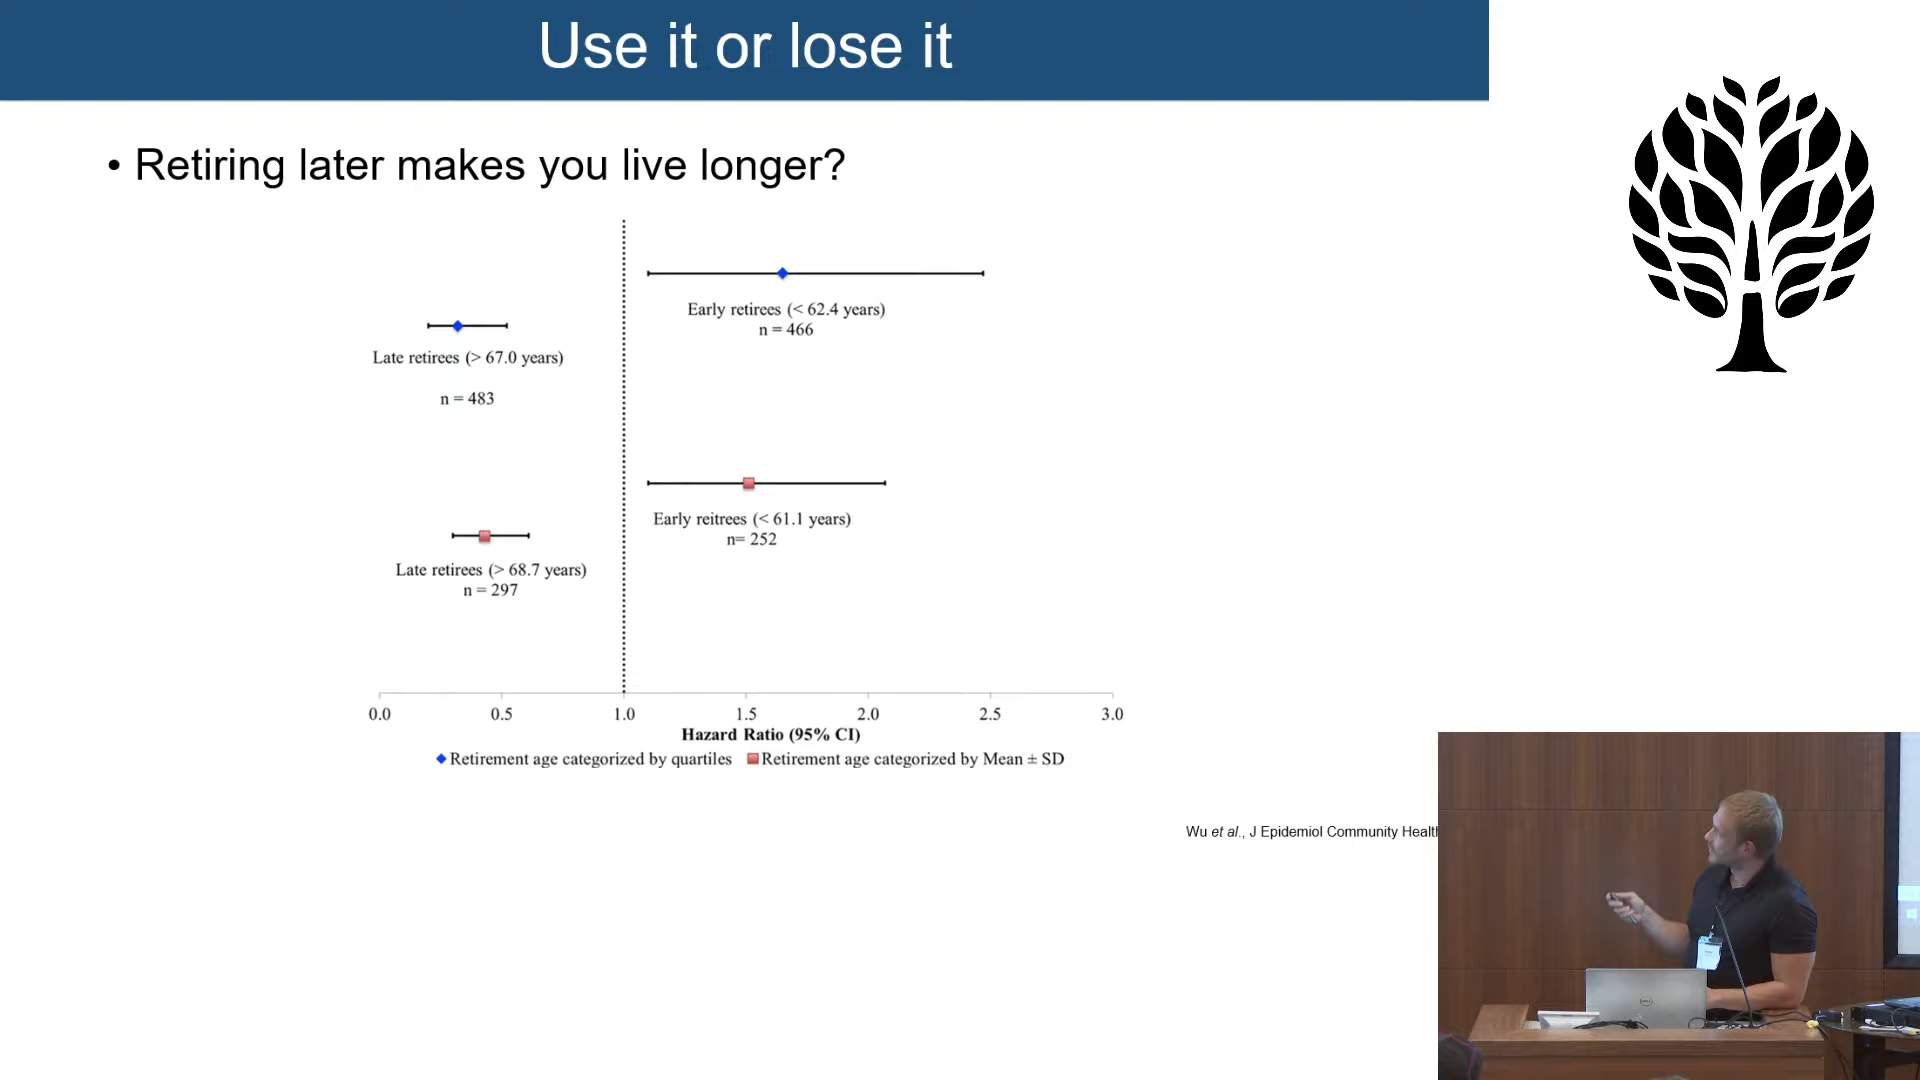 Use it or lose it
• Retiring later makes you live longer?
Early retirees (< 62.4 years)
n = 466
Late retirees (> 67.0 years)
n = 483
Early reitrees (< 61.1 years)
n= 252
Late retirees (> 68.7 years)
n = 297
0.0 0.5 1.0 1.5 2.0 2.5 3.0
Hazard Ratio (95% CI)
Retirement age categorized by quartiles Retirement age categorized by Mean ± SD
Wu et al., J Epidemiol Community Health
DELL